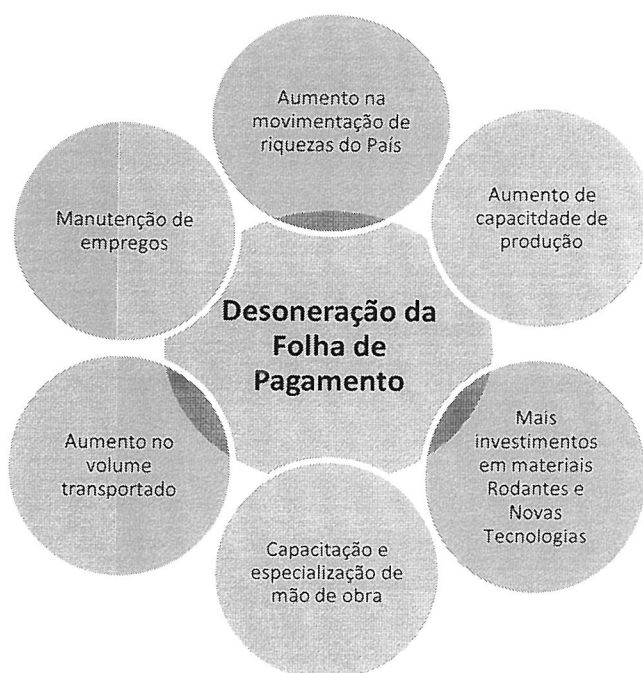 Aumento na
movimentação de
riquezas do País
Aumento de
capacitdade de
produção
Mais
investimentos
em materiais
Rodantes e
Novas
Tecnologias
Capacitação e
especialização de
mão de obra
Aumento no
volume
transportado
Manutenção de
empregos
Desoneração da
Folha de
Pagamento